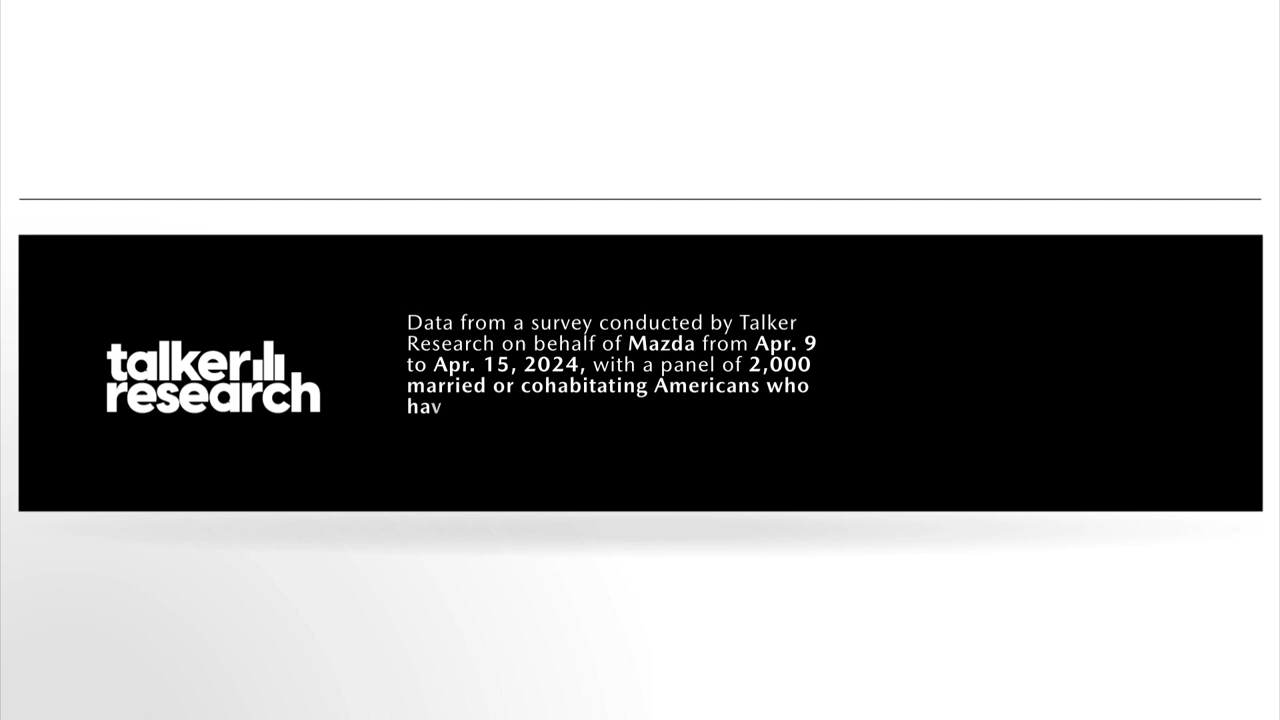 talker
research
Data from a survey conducted by Talker
Research on behalf of Mazda from Apr. 9
to Apr. 15, 2024, with a panel of 2,000
married or cohabitating Americans who
hav